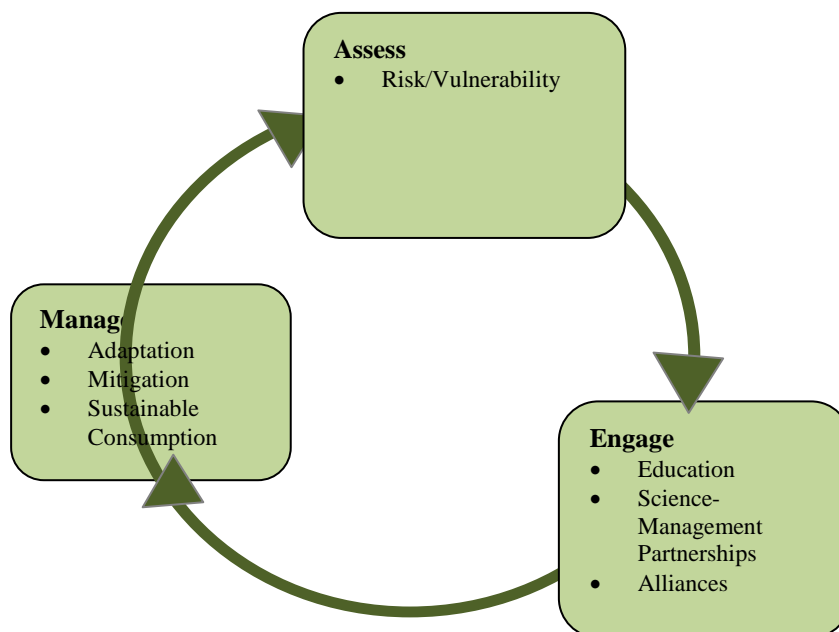 Assess
• Risk/Vulnerability
Manage
• Adaptation
• Mitigation
• Sustainable
Consumption
Engage
• Education
• Science-
Management
Partnerships
• Alliances